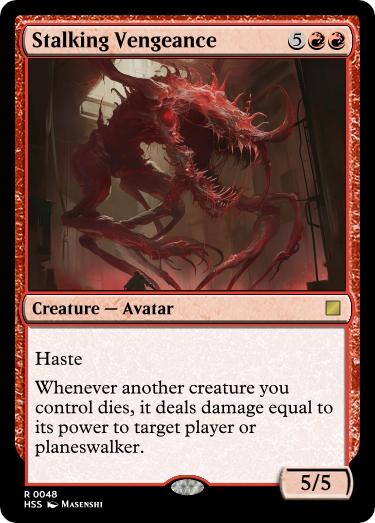 Stalking Vengeance 5
Creature — Avatar
Haste
Whenever another creature you
control dies, it deals damage equal to
its power to target player or
planeswalker.
5/5
R 0048
HSS Masenshi